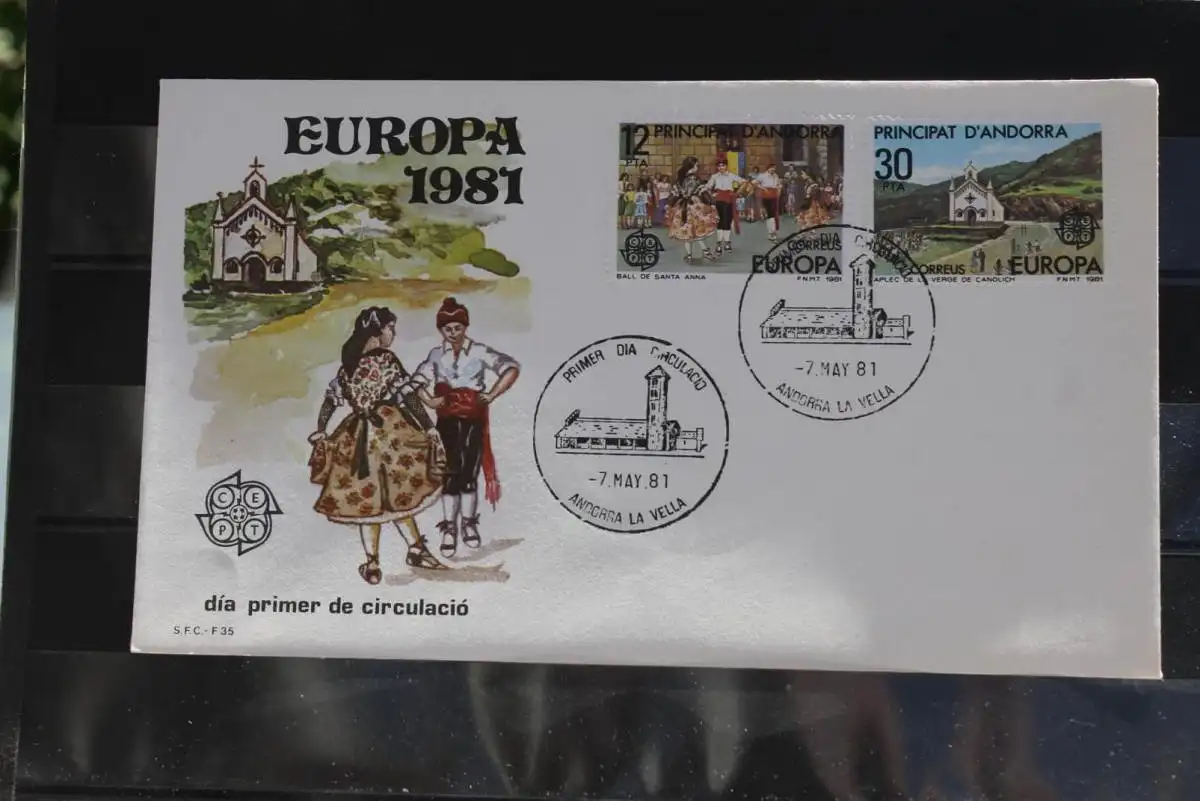 EUROPA
1981
C E
P T
día primer de circulació
S.F.C.-F 35
12
PTA
PRINCIPAT D'ANDORRA
CORREUS
EUROPA
BALL DE SANTA ANNA
F.N.M.T. 1981
PRINCIPAT D'ANDORRA
30
PTA
CORREUS
EUROPA
APLEC DE LA VERGE DE CANOLICH
F.N.M.T. 1981
PRIMER DIA CIRCULACIO
-7.MAY.81
ANDORRA LA VELLA
DIA CIRCULACIO
-7.MAY 81
ANDORRA LA VELLA